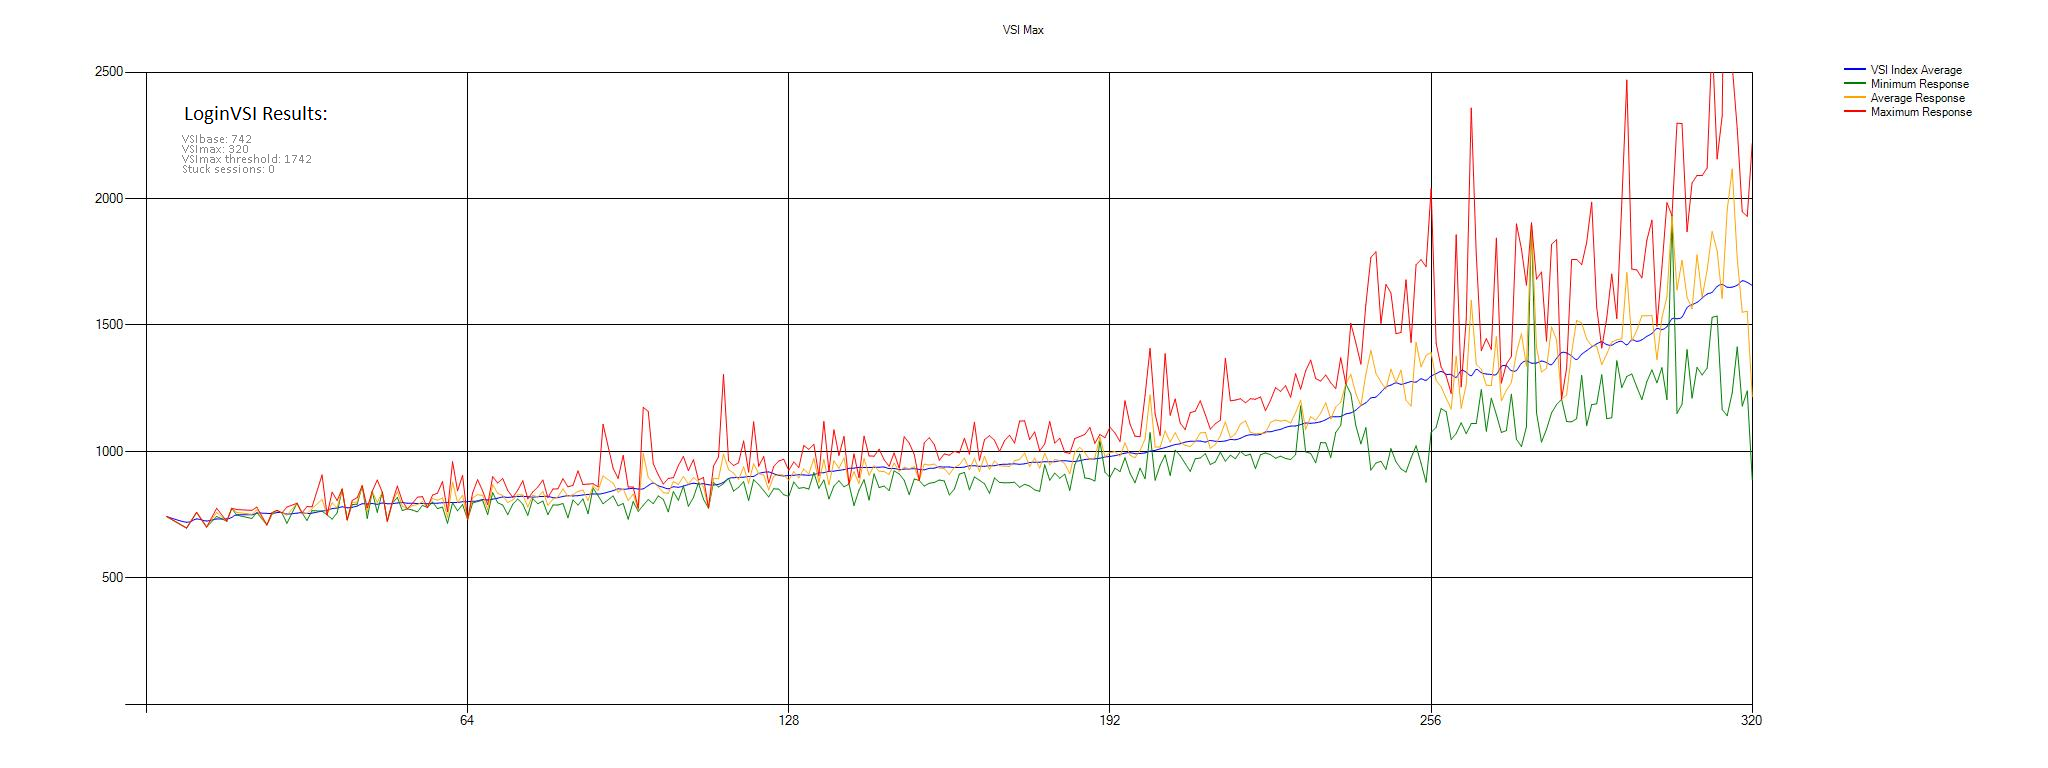 VSI Max
VSI Index Average
Minimum Response
Average Response
Maximum Response
LoginVSI Results:
VSIbase: 742
VSImax: 320
VSImax threshold: 1742
Stuck sessions: 0
2500
2000
1500
1000
500
64 128 192 256 320